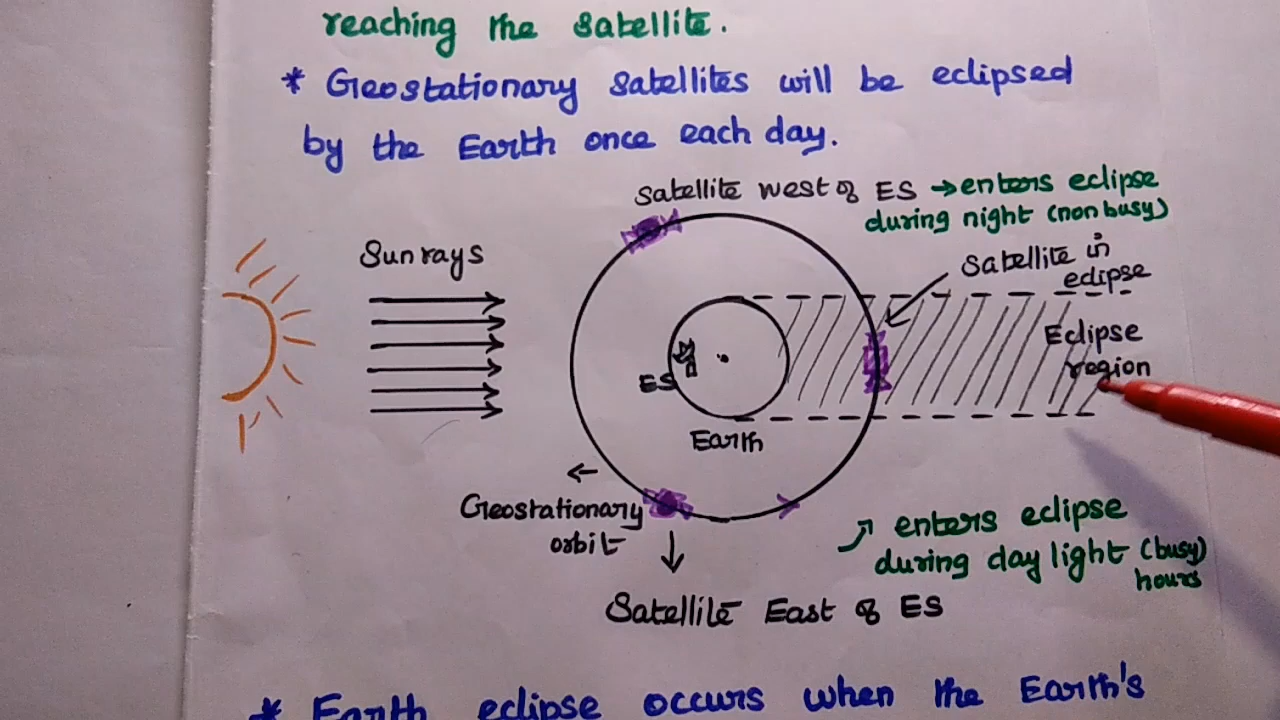 reaching the satellite.
* Geostationary satellites will be eclipsed
by the Earth once each day.
Satellite west of ES → enters eclipse
during night (non busy)
Sun rays
Satellite in
eclipse
Eclipse
region
ES
Earth
Geostationary
orbit
enters eclipse
during day light (busy)
hours
Satellite East of ES
* Earth eclipse occurs when the Earth's